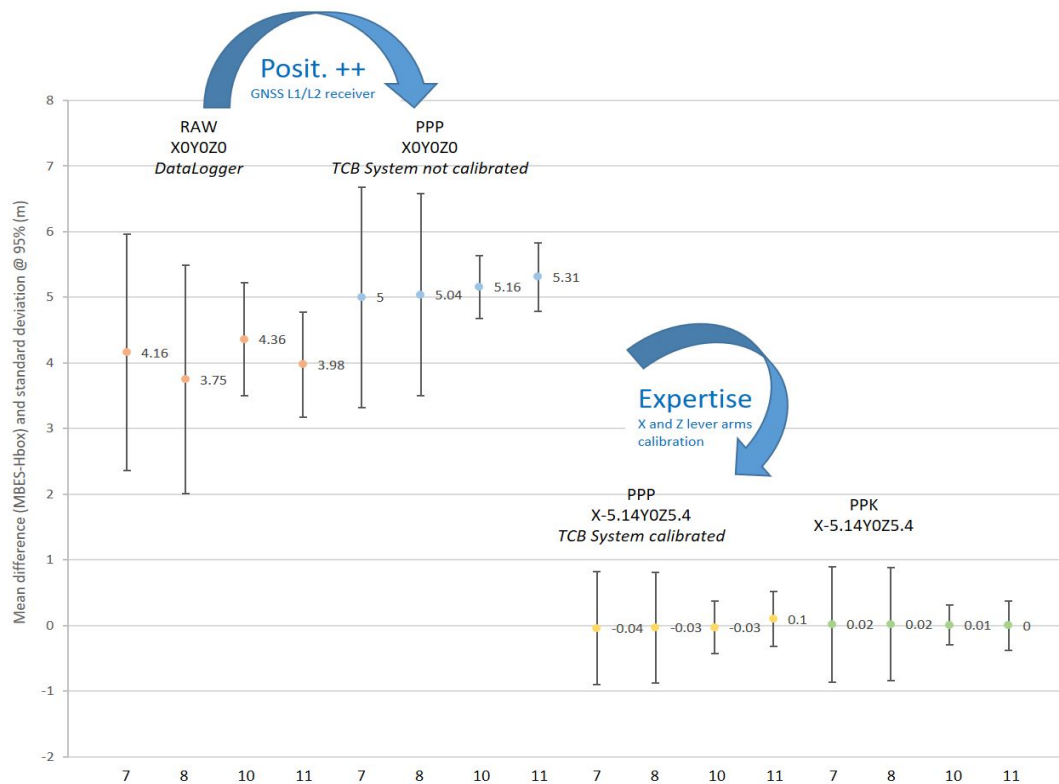 Posit. ++
GNSS L1/L2 receiver
RAW
X0Y0Z0
DataLogger
PPP
X0Y0Z0
TCB System not calibrated
Mean difference (MBES-Hbox) and standard deviation @ 95% (m)
8
7
6
5
4
3
2
1
0
-1
-2
4.16
3.75
4.36
3.98
5
5.04
5.16
5.31
Expertise
X and Z lever arms
calibration
PPP
X-5.14Y0Z5.4
TCB System calibrated
PPK
X-5.14Y0Z5.4
-0.04
-0.03
-0.03
0.1
0.02
0.02
0.01
0
7 8 10 11 7 8 10 11 7 8 10 11 7 8 10 11